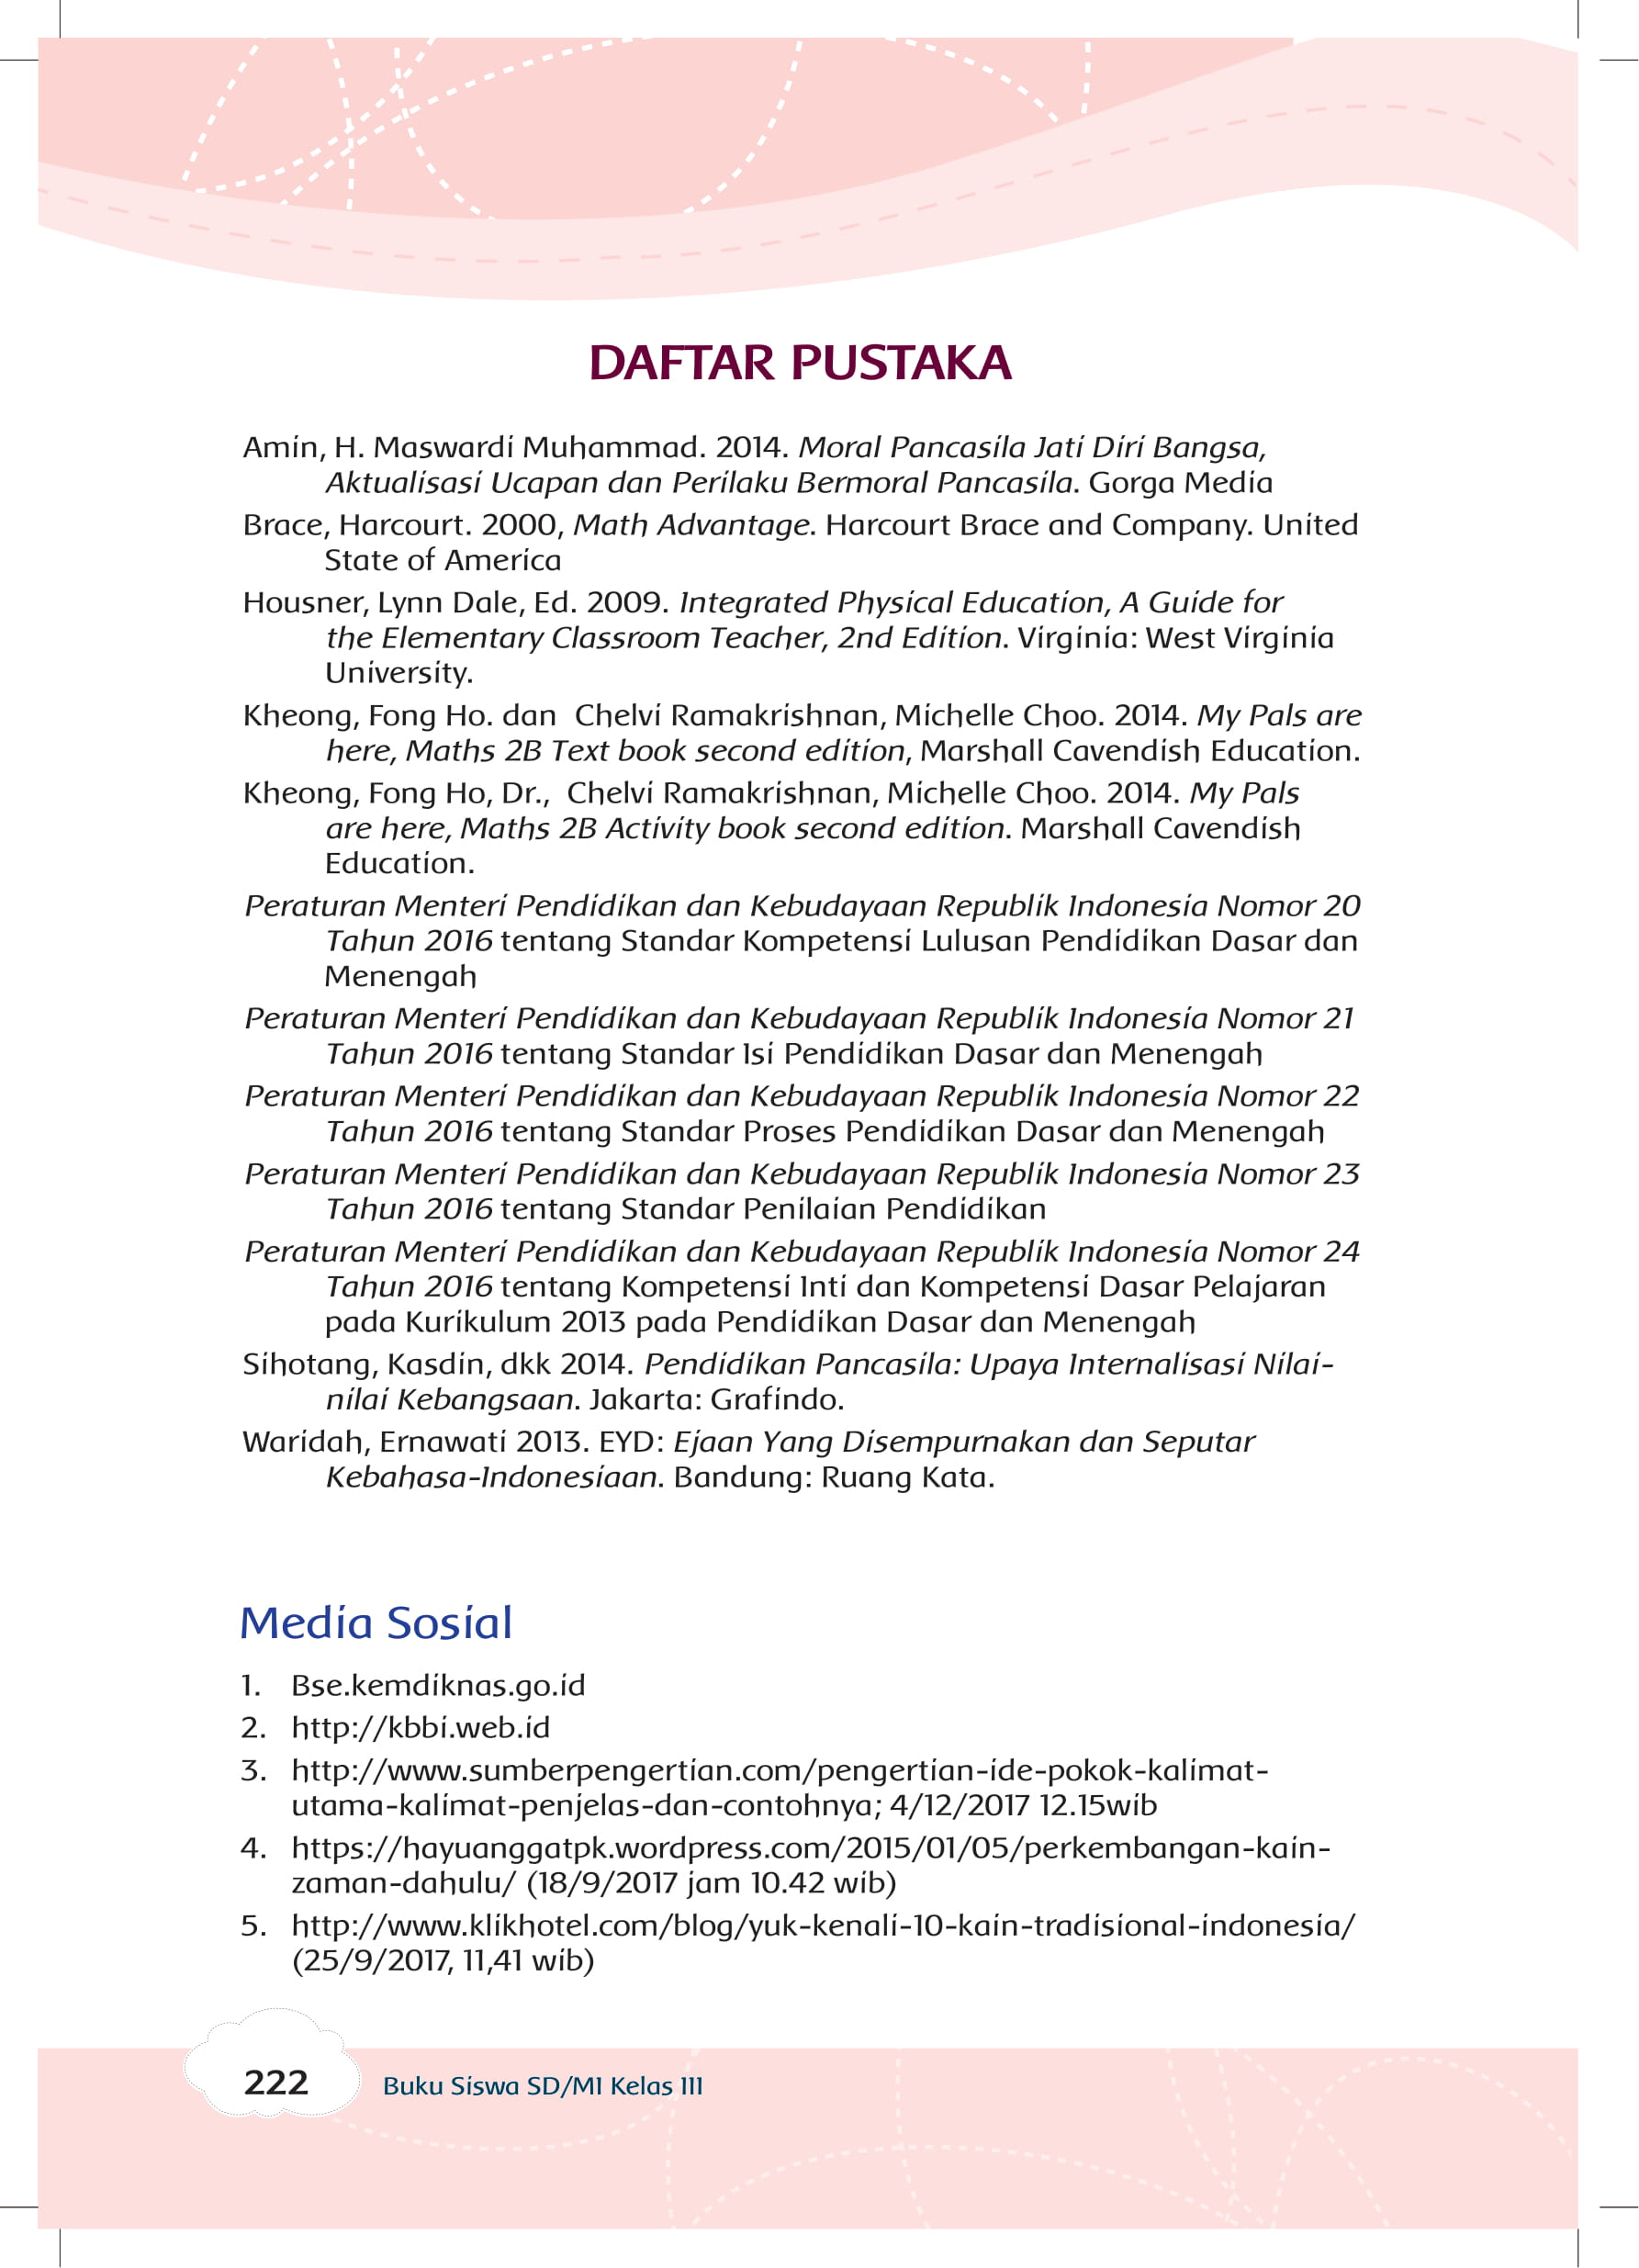 DAFTAR PUSTAKA
Amin, H. Maswardi Muhammad. 2014. Moral Pancasila Jati Diri Bangsa,
Aktualisasi Ucapan dan Perilaku Bermoral Pancasila. Gorga Media
Brace, Harcourt. 2000, Math Advantage. Harcourt Brace and Company. United
State of America
Housner, Lynn Dale, Ed. 2009. Integrated Physical Education, A Guide for
the Elementary Classroom Teacher, 2nd Edition. Virginia: West Virginia
University.
Kheong, Fong Ho. dan  Chelvi Ramakrishnan, Michelle Choo. 2014. My Pals are
here, Maths 2B Text book second edition, Marshall Cavendish Education.
Kheong, Fong Ho, Dr.,  Chelvi Ramakrishnan, Michelle Choo. 2014. My Pals
are here, Maths 2B Activity book second edition. Marshall Cavendish
Education.
Peraturan Menteri Pendidikan dan Kebudayaan Republik Indonesia Nomor 20
Tahun 2016 tentang Standar Kompetensi Lulusan Pendidikan Dasar dan
Menengah
Peraturan Menteri Pendidikan dan Kebudayaan Republik Indonesia Nomor 21
Tahun 2016 tentang Standar Isi Pendidikan Dasar dan Menengah
Peraturan Menteri Pendidikan dan Kebudayaan Republik Indonesia Nomor 22
Tahun 2016 tentang Standar Proses Pendidikan Dasar dan Menengah
Peraturan Menteri Pendidikan dan Kebudayaan Republik Indonesia Nomor 23
Tahun 2016 tentang Standar Penilaian Pendidikan
Peraturan Menteri Pendidikan dan Kebudayaan Republik Indonesia Nomor 24
Tahun 2016 tentang Kompetensi Inti dan Kompetensi Dasar Pelajaran
pada Kurikulum 2013 pada Pendidikan Dasar dan Menengah
Sihotang, Kasdin, dkk 2014. Pendidikan Pancasila: Upaya Internalisasi Nilai-
nilai Kebangsaan. Jakarta: Grafindo.
Waridah, Ernawati 2013. EYD: Ejaan Yang Disempurnakan dan Seputar
Kebahasa-Indonesiaan. Bandung: Ruang Kata.
Media Sosial
1. Bse.kemdiknas.go.id
2. http://kbbi.web.id
3. http://www.sumberpengertian.com/pengertian-ide-pokok-kalimat-
utama-kalimat-penjelas-dan-contohnya; 4/12/2017 12.15wib
4. https://hayuanggatpk.wordpress.com/2015/01/05/perkembangan-kain-
zaman-dahulu/ (18/9/2017 jam 10.42 wib)
5. http://www.klikhotel.com/blog/yuk-kenali-10-kain-tradisional-indonesia/
(25/9/2017, 11,41 wib)
222 Buku Siswa SD/MI Kelas III